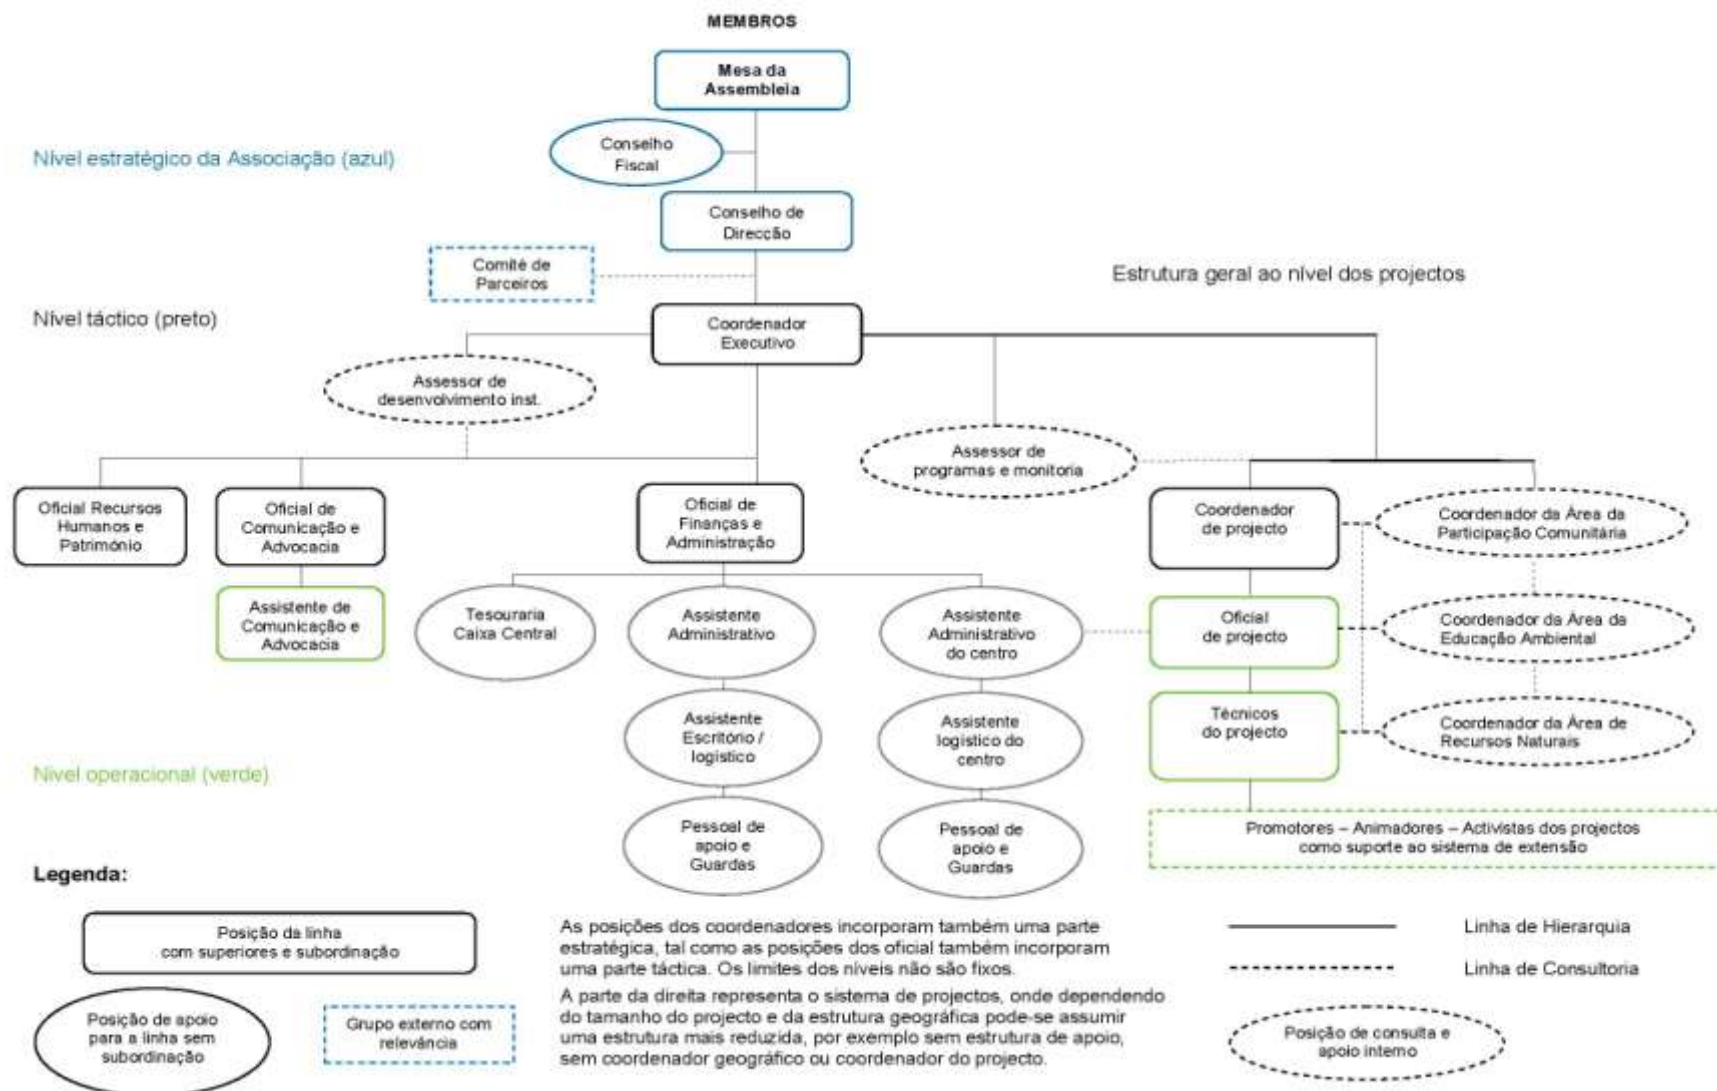 MEMBROS
Mesa da
Assembleia
Conselho
Fiscal
Nível estratégico da Associação (azul)
Conselho de
Direcção
Comité de
Parceiros
Estrutura geral ao nível dos projectos
Nível táctico (preto)
Coordenador
Executivo
Assessor de
desenvolvimento inst.
Assessor de
programas e monitoria
Oficial Recursos
Humanos e
Património
Oficial de
Comunicação e
Advocacia
Oficial de
Finanças e
Administração
Coordenador
de projecto
Coordenador da Área da
Participação Comunitária
Assistente de
Comunicação e
Advocacia
Tesouraria
Caixa Central
Assistente
Administrativo
Assistente
Administrativo
do centro
Oficial
de projecto
Coordenador da Área da
Educação Ambiental
Assistente
Escritório /
logístico
Assistente
logístico do
centro
Técnicos
do projecto
Coordenador da Área de
Recursos Naturais
Nível operacional (verde)
Pessoal de
apoio e
Guardas
Pessoal de
apoio e
Guardas
Promotores – Animadores – Activistas dos projectos
como suporte ao sistema de extensão
Legenda:
Posição da linha
com superiores e subordinação
Posição de apoio
para a linha sem
subordinação
Grupo externo com
relevância
As posições dos coordenadores incorporam também uma parte
estratégica, tal como as posições dos oficial também incorporam
uma parte táctica. Os limites dos níveis não são fixos.
A parte da direita representa o sistema de projectos, onde dependendo
do tamanho do projecto e da estrutura geográfica pode-se assumir
uma estrutura mais reduzida, por exemplo sem estrutura de apoio,
sem coordenador geográfico ou coordenador do projecto.
Linha de Hierarquia
Linha de Consultoria
Posição de consulta e
apoio interno